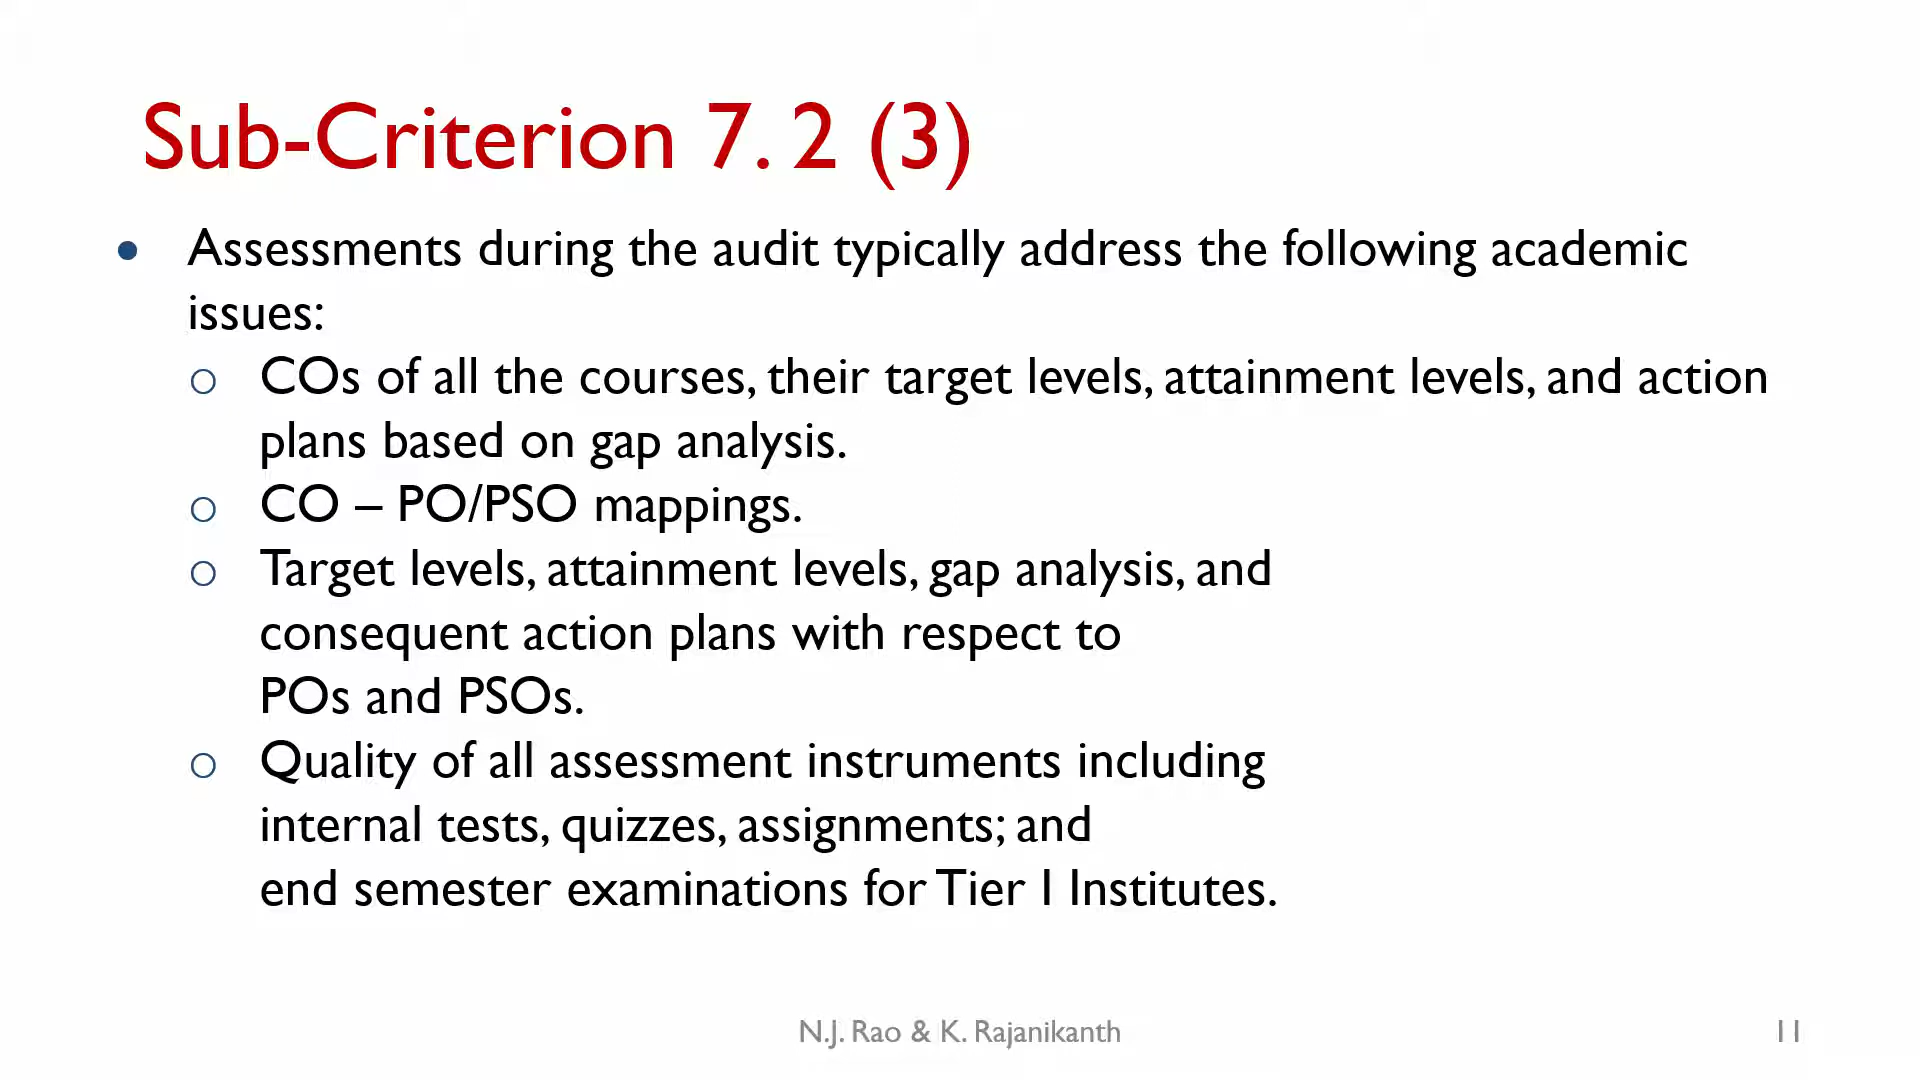 Sub-Criterion 7. 2 (3)
• Assessments during the audit typically address the following academic
issues:
o COs of all the courses, their target levels, attainment levels, and action
plans based on gap analysis.
o CO – PO/PSO mappings.
o Target levels, attainment levels, gap analysis, and
consequent action plans with respect to
POs and PSOs.
o Quality of all assessment instruments including
internal tests, quizzes, assignments; and
end semester examinations for Tier I Institutes.
N.J. Rao & K. Rajanikanth
11